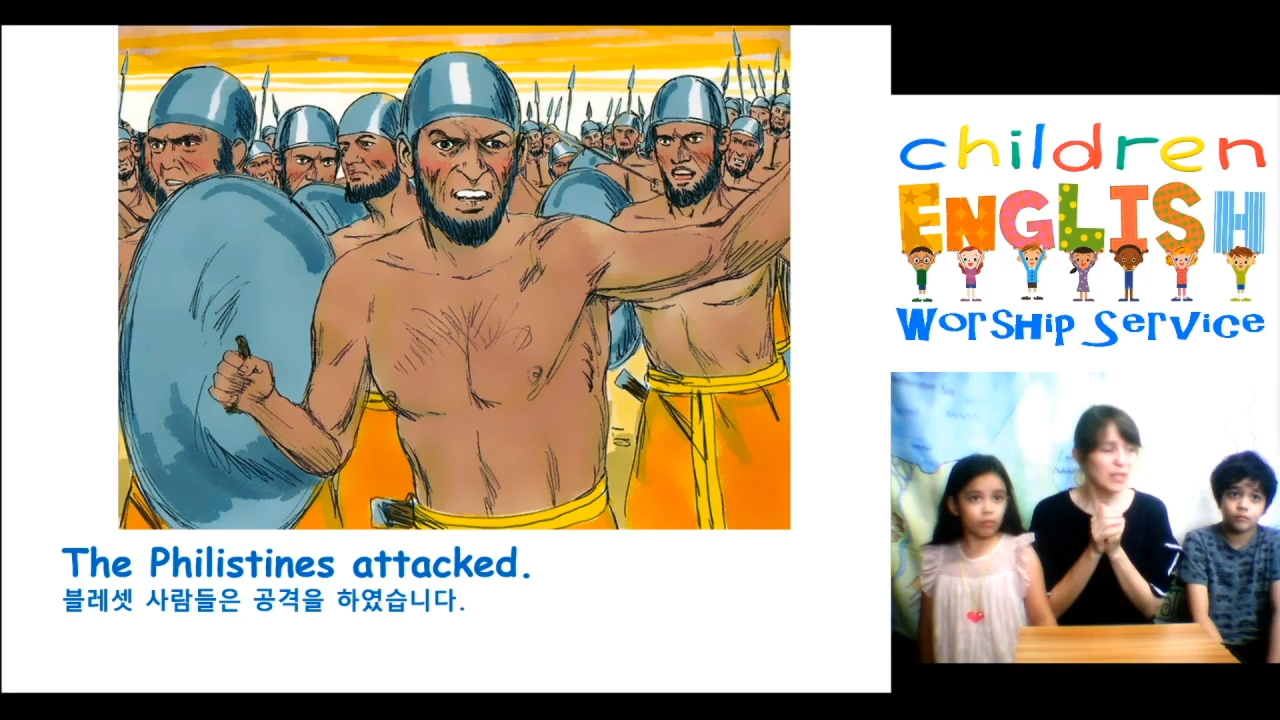 The Philistines attacked.
블레셋 사람들은 공격을 하였습니다.
children
ENGLISH
Worship Service